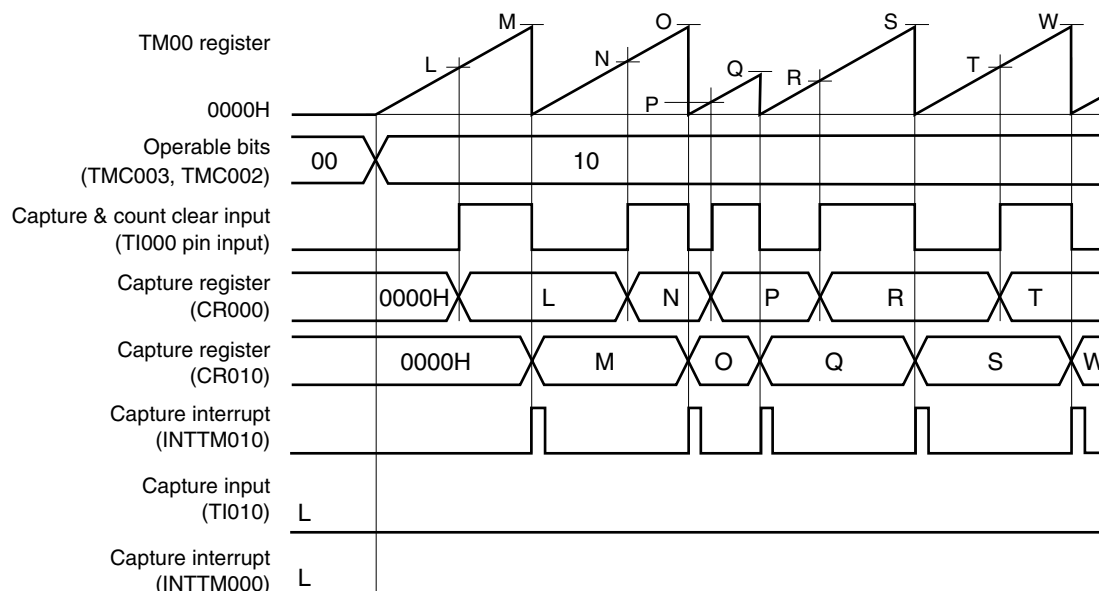 M
O
S
W
TM00 register
L
N
Q
R
T
P
0000H
Operable bits
(TMC003, TMC002)
00
10
Capture & count clear input
(TI000 pin input)
Capture register
(CR000)
0000H
L
N
P
R
T
Capture register
(CR010)
0000H
M
O
Q
S
W
Capture interrupt
(INTTM010)
Capture input
(TI010)
L
Capture interrupt
(INTTM000)
L